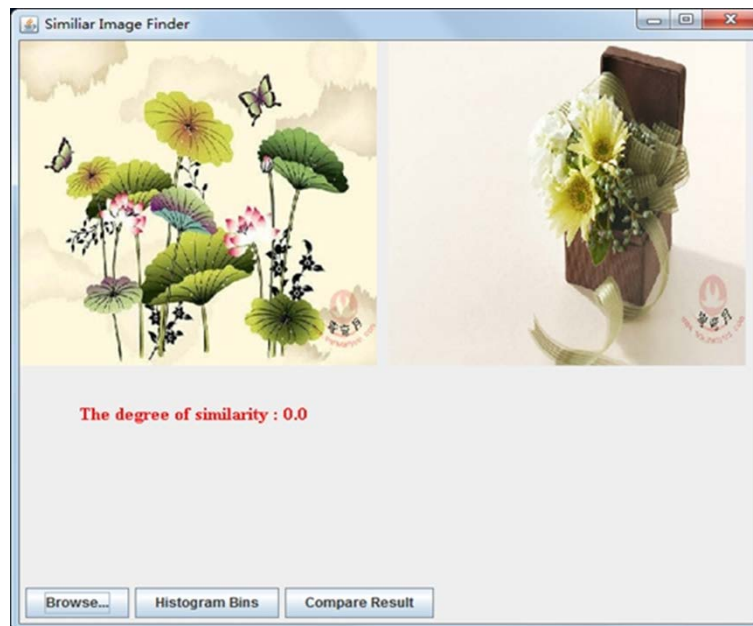 Similiar Image Finder
The degree of similarity : 0.0
Browse...
Histogram Bins
Compare Result